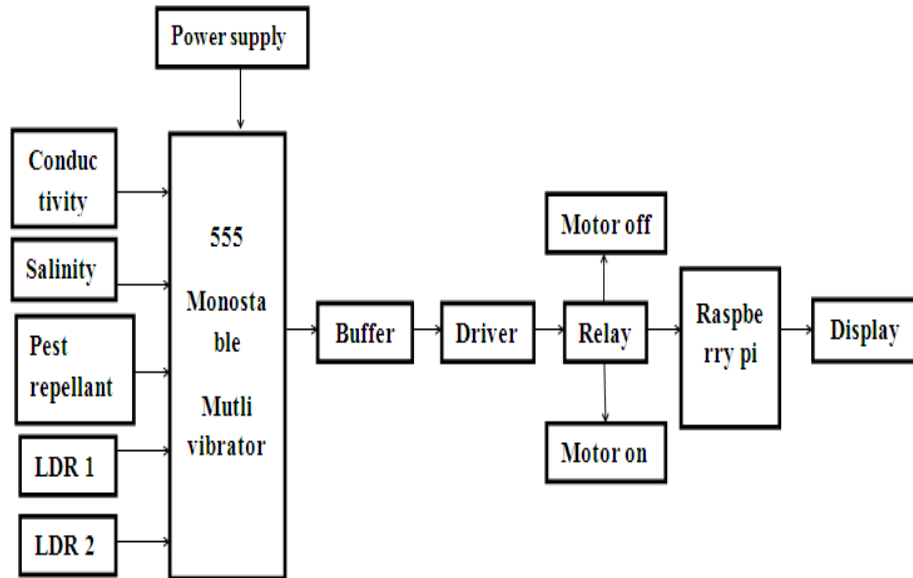 Power supply
Conduc
tivity
Salinity
Pest
repellant
LDR 1
LDR 2
555
Monosta
ble
Mutli
vibrator
Buffer
Driver
Relay
Motor off
Motor on
Raspbe
rry pi
Display